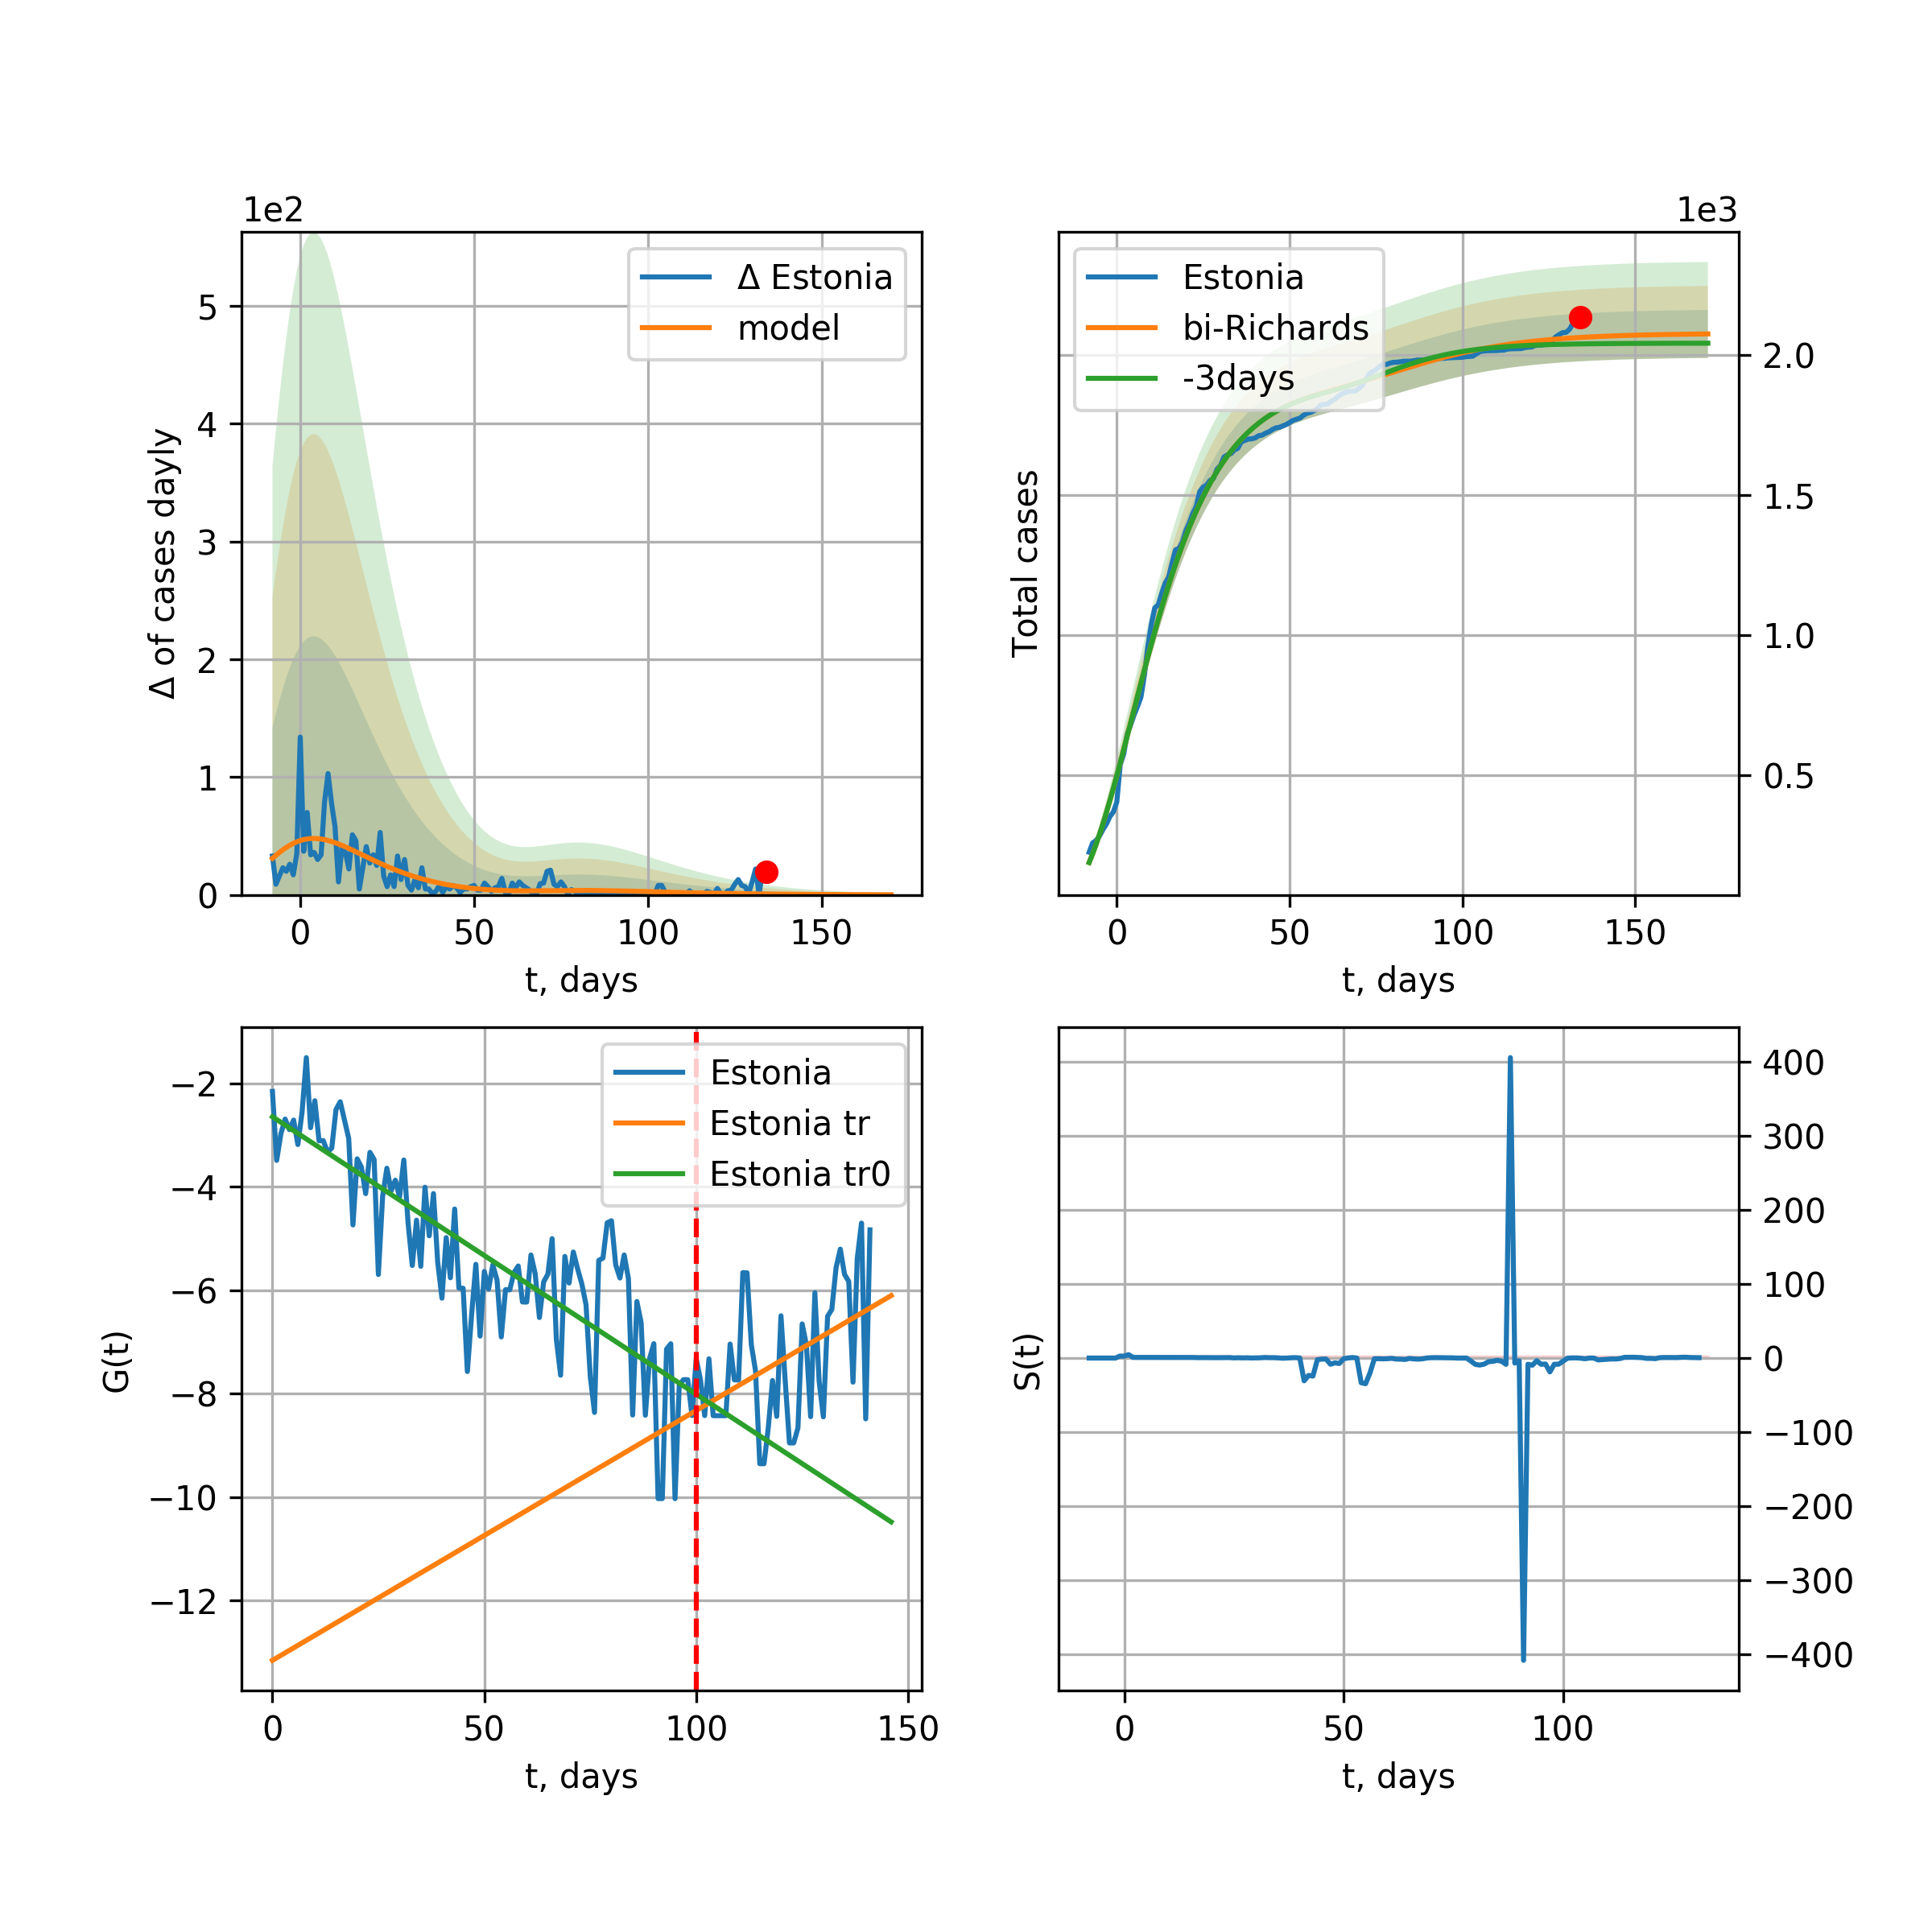 1e2
Δ of cases dayly
5
4
3
2
1
0
Δ Estonia
model
0 50 100 150
t, days
1e3
Total cases
Estonia
bi-Richards
-3days
2.0
1.5
1.0
0.5
0 50 100 150
t, days
G(t)
−2
−4
−6
−8
−10
−12
Estonia
Estonia tr
Estonia tr0
0 50 100 150
t, days
S(t)
400
300
200
100
0
−100
−200
−300
−400
0 50 100
t, days